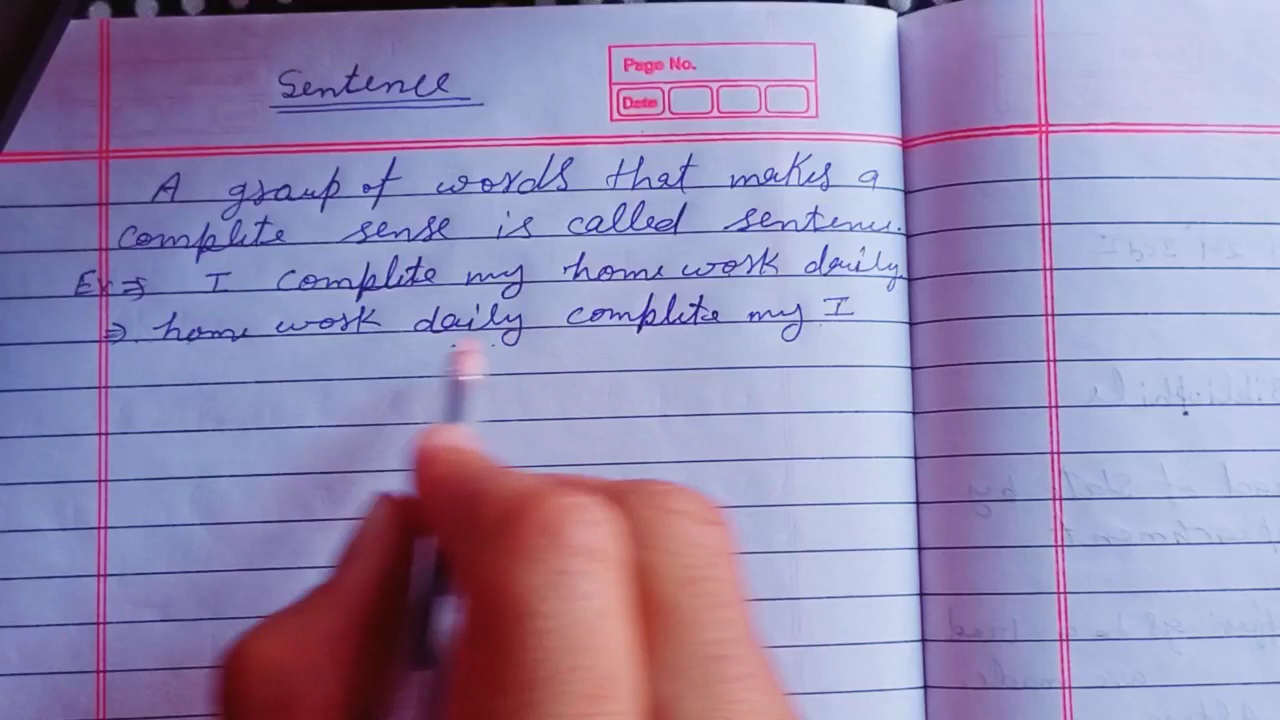 Sentence
Page No.
Date
A group of words that makes a
complete sense is called sentence.
Ex ⇒ I complete my home work daily
⇒ home work daily complete my I